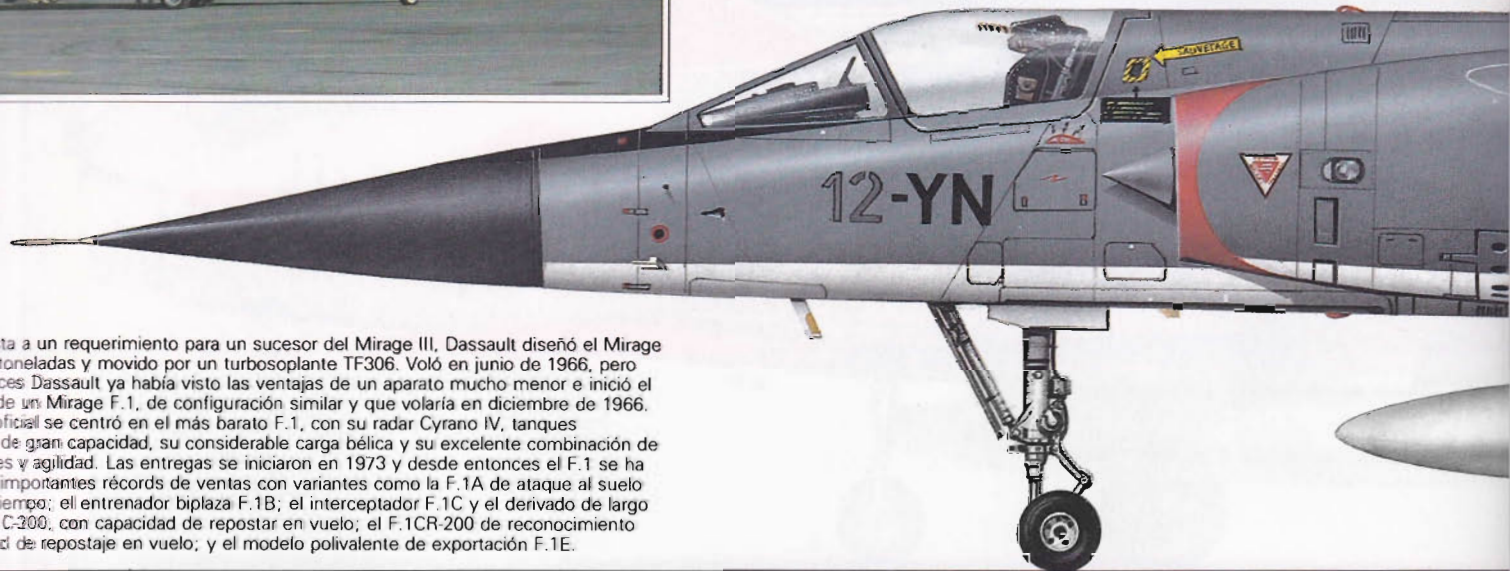 SAUVETAGE
12-YN
ta a un requerimiento para un sucesor del Mirage III, Dassault diseñó el Mirage
toneladas y movido por un turbosoplante TF306. Voló en junio de 1966, pero
ces Dassault ya había visto las ventajas de un aparato mucho menor e inició el
de un Mirage F.1, de configuración similar y que volaría en diciembre de 1966.
oficial se centró en el más barato F.1, con su radar Cyrano IV, tanques
de gran capacidad, su considerable carga bélica y su excelente combinación de
es y agilidad. Las entregas se iniciaron en 1973 y desde entonces el F.1 se ha
importantes récords de ventas con variantes como la F.1A de ataque al suelo
iempo; el entrenador biplaza F.1B; el interceptador F.1C y el derivado de largo
C-200, con capacidad de repostar en vuelo; el F.1CR-200 de reconocimiento
d de repostaje en vuelo; y el modelo polivalente de exportación F.1E.